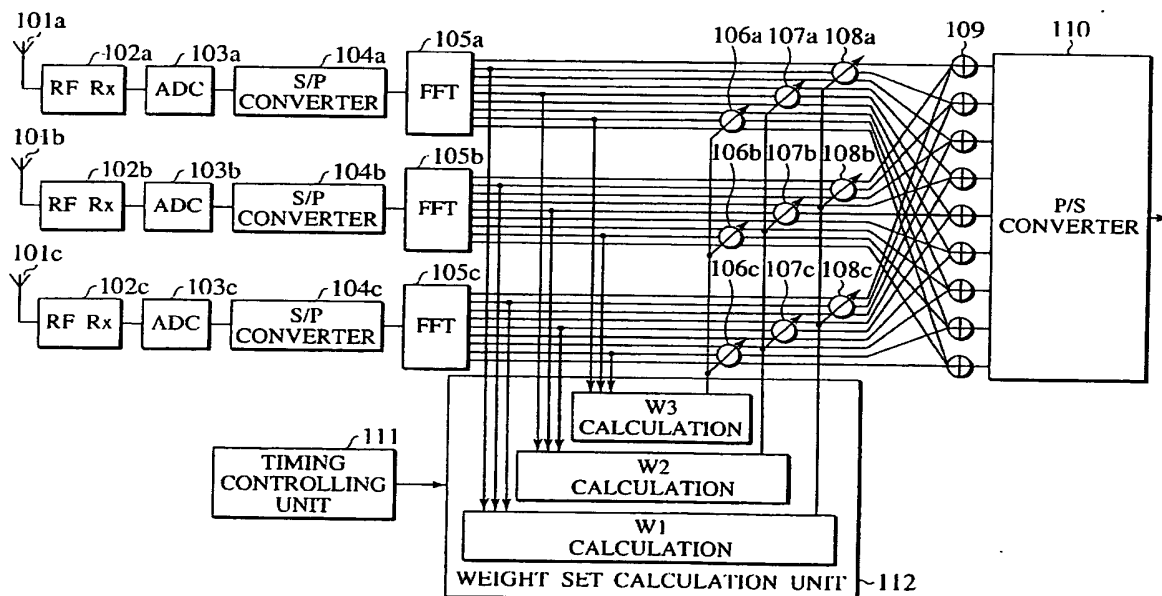 101a
102a
103a
104a
105a
RF Rx
ADC
S/P
CONVERTER
FFT
106a
107a
108a
109
110
101b
102b
103b
104b
105b
RF Rx
ADC
S/P
CONVERTER
FFT
106b
107b
108b
P/S
CONVERTER
101c
102c
103c
104c
105c
RF Rx
ADC
S/P
CONVERTER
FFT
106c
107c
108c
W3
CALCULATION
111
TIMING
CONTROLLING
UNIT
W2
CALCULATION
W1
CALCULATION
WEIGHT SET CALCULATION UNIT
112